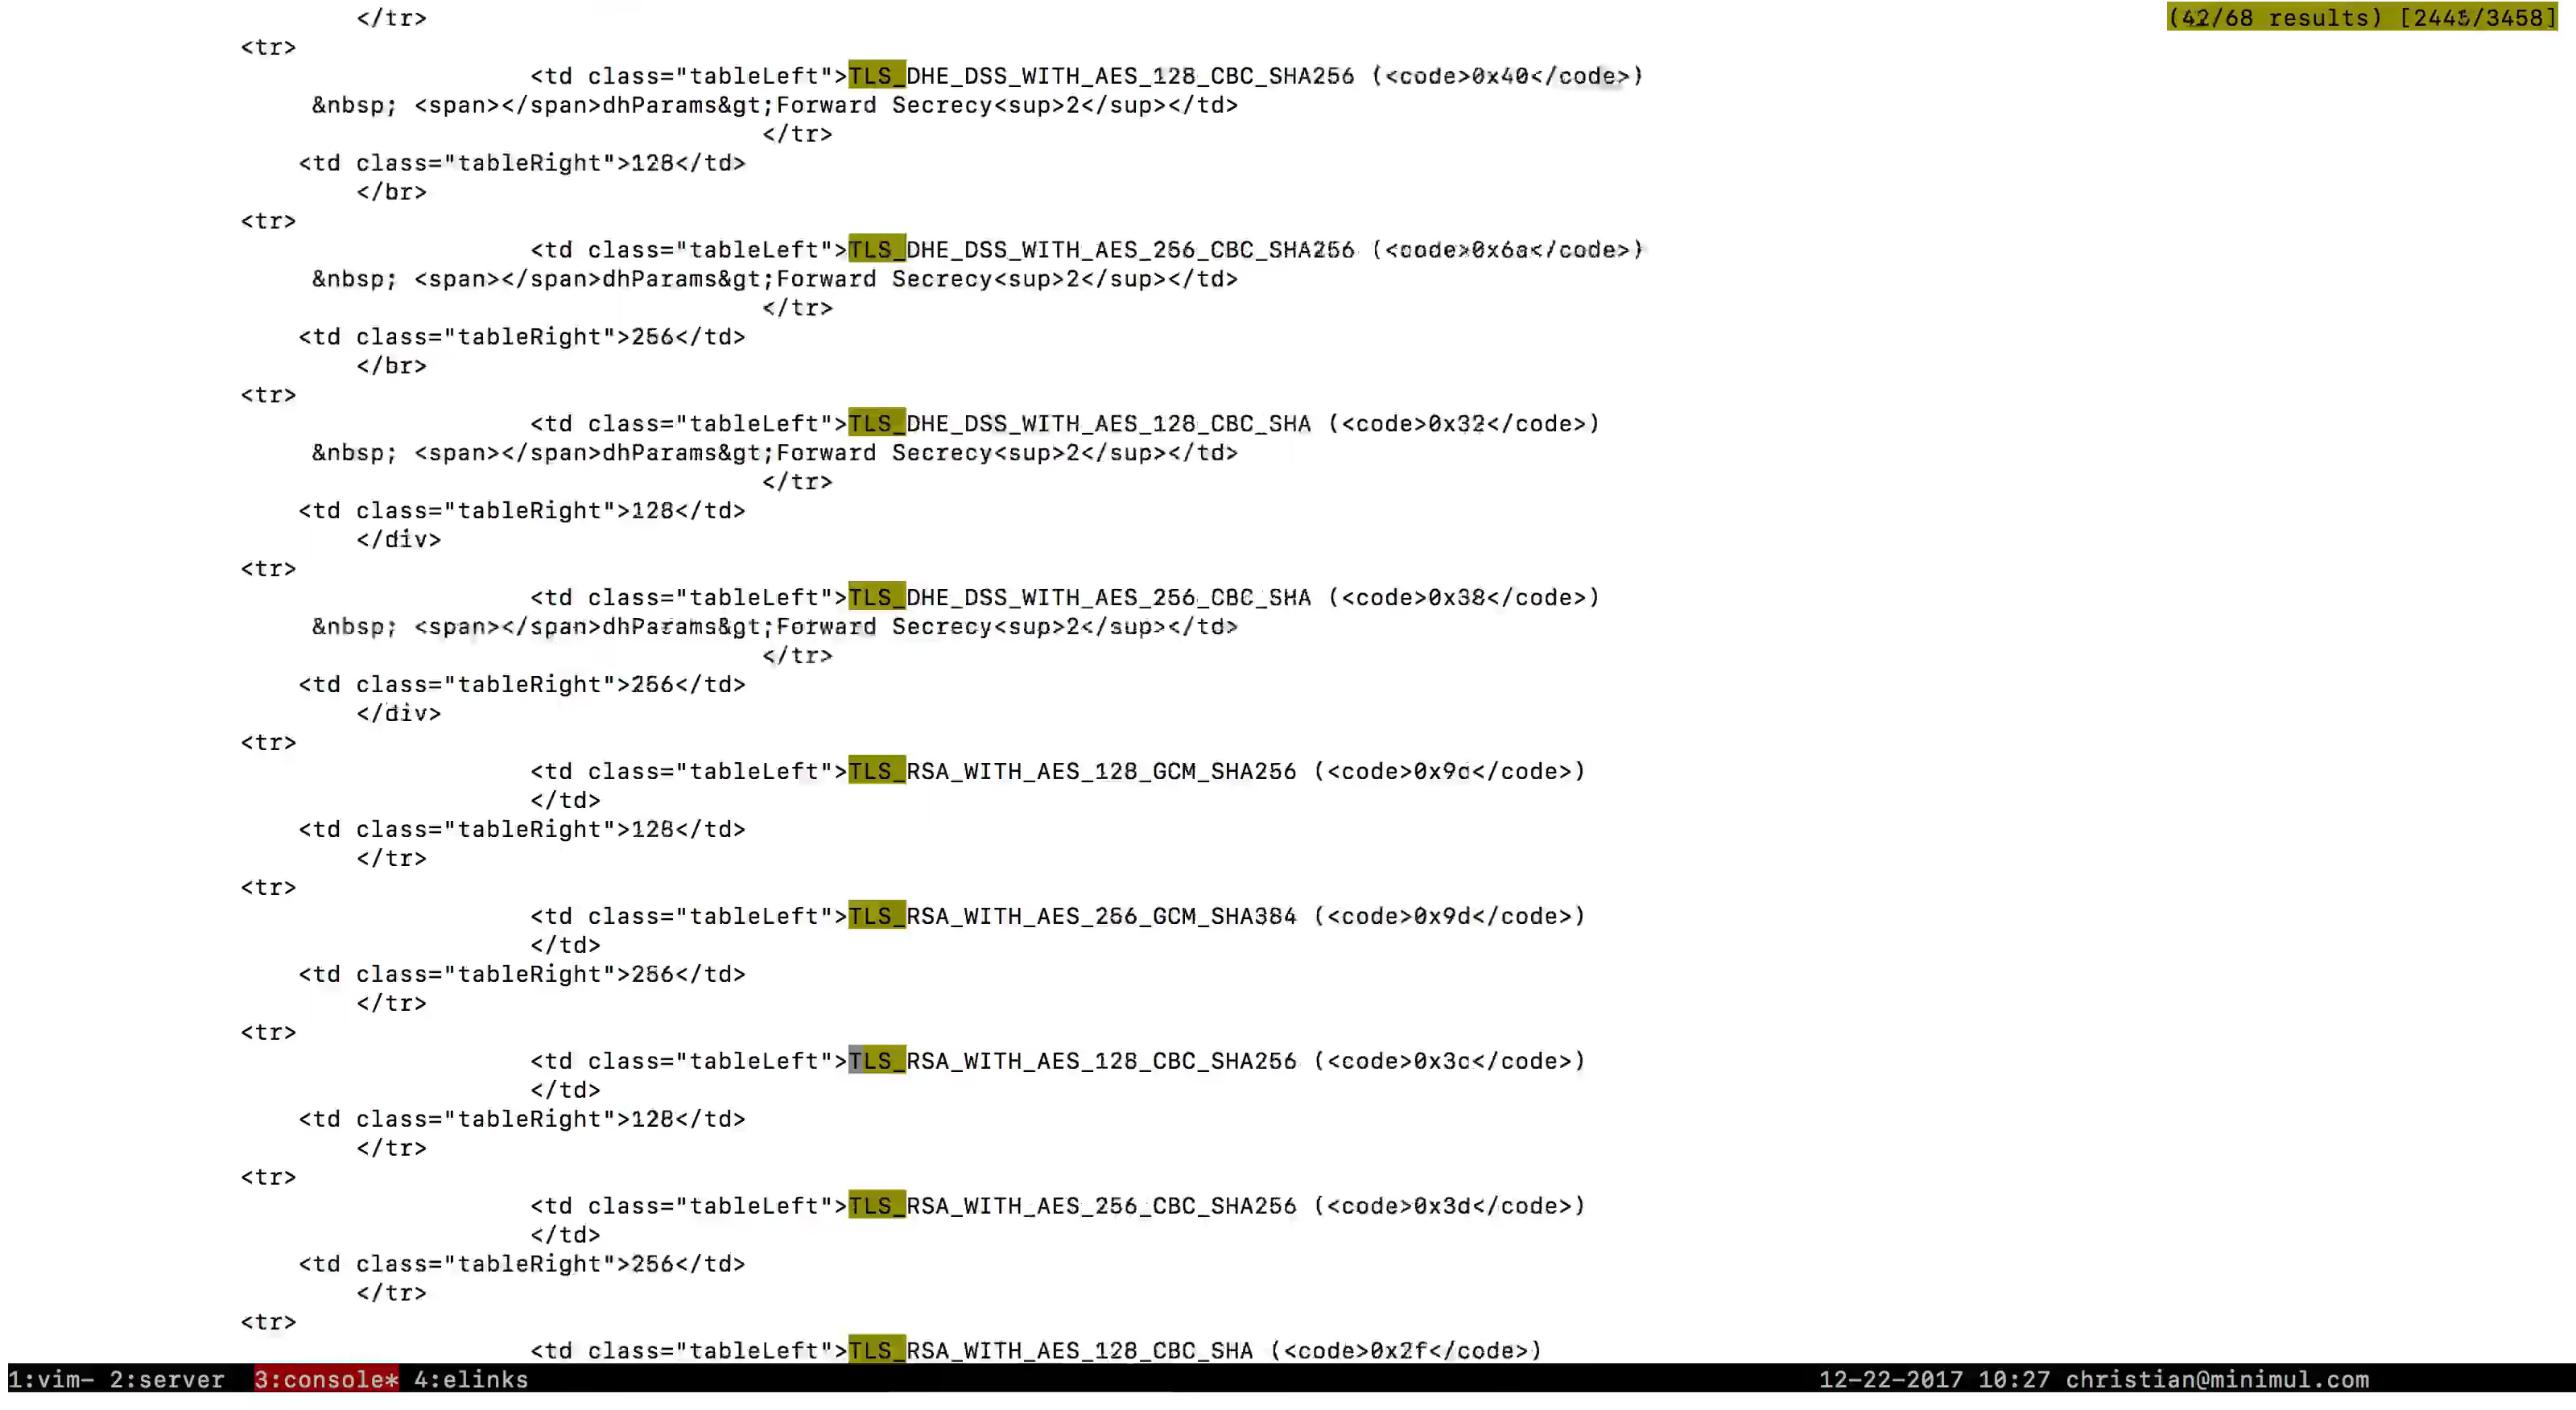 </tr>
(42/68 results) [2445/3458]
<tr>
<td class="tableLeft">TLS_DHE_DSS_WITH_AES_128_CBC_SHA256 (<code>0x40</code>)
&nbsp; <span></span>dhParams&gt;Forward Secrecy<sup>2</sup></td>
</tr>
<td class="tableRight">128</td>
</br>
<tr>
<td class="tableLeft">TLS_DHE_DSS_WITH_AES_256_CBC_SHA256 (<code>0x6a</code>)
&nbsp; <span></span>dhParams&gt;Forward Secrecy<sup>2</sup></td>
</tr>
<td class="tableRight">256</td>
</br>
<tr>
<td class="tableLeft">TLS_DHE_DSS_WITH_AES_128_CBC_SHA (<code>0x32</code>)
&nbsp; <span></span>dhParams&gt;Forward Secrecy<sup>2</sup></td>
</tr>
<td class="tableRight">128</td>
</div>
<tr>
<td class="tableLeft">TLS_DHE_DSS_WITH_AES_256_CBC_SHA (<code>0x38</code>)
&nbsp; <span></span>dhParams&gt;Forward Secrecy<sup>2</sup></td>
</tr>
<td class="tableRight">256</td>
</div>
<tr>
<td class="tableLeft">TLS_RSA_WITH_AES_128_GCM_SHA256 (<code>0x9c</code>)
</td>
<td class="tableRight">128</td>
</tr>
<tr>
<td class="tableLeft">TLS_RSA_WITH_AES_256_GCM_SHA384 (<code>0x9d</code>)
</td>
<td class="tableRight">256</td>
</tr>
<tr>
<td class="tableLeft">TLS_RSA_WITH_AES_128_CBC_SHA256 (<code>0x3c</code>)
</td>
<td class="tableRight">128</td>
</tr>
<tr>
<td class="tableLeft">TLS_RSA_WITH_AES_256_CBC_SHA256 (<code>0x3d</code>)
</td>
<td class="tableRight">256</td>
</tr>
<tr>
<td class="tableLeft">TLS_RSA_WITH_AES_128_CBC_SHA (<code>0x2f</code>)
1:vim- 2:server 3:console* 4:elinks 12-22-2017 10:27 christian@minimul.com